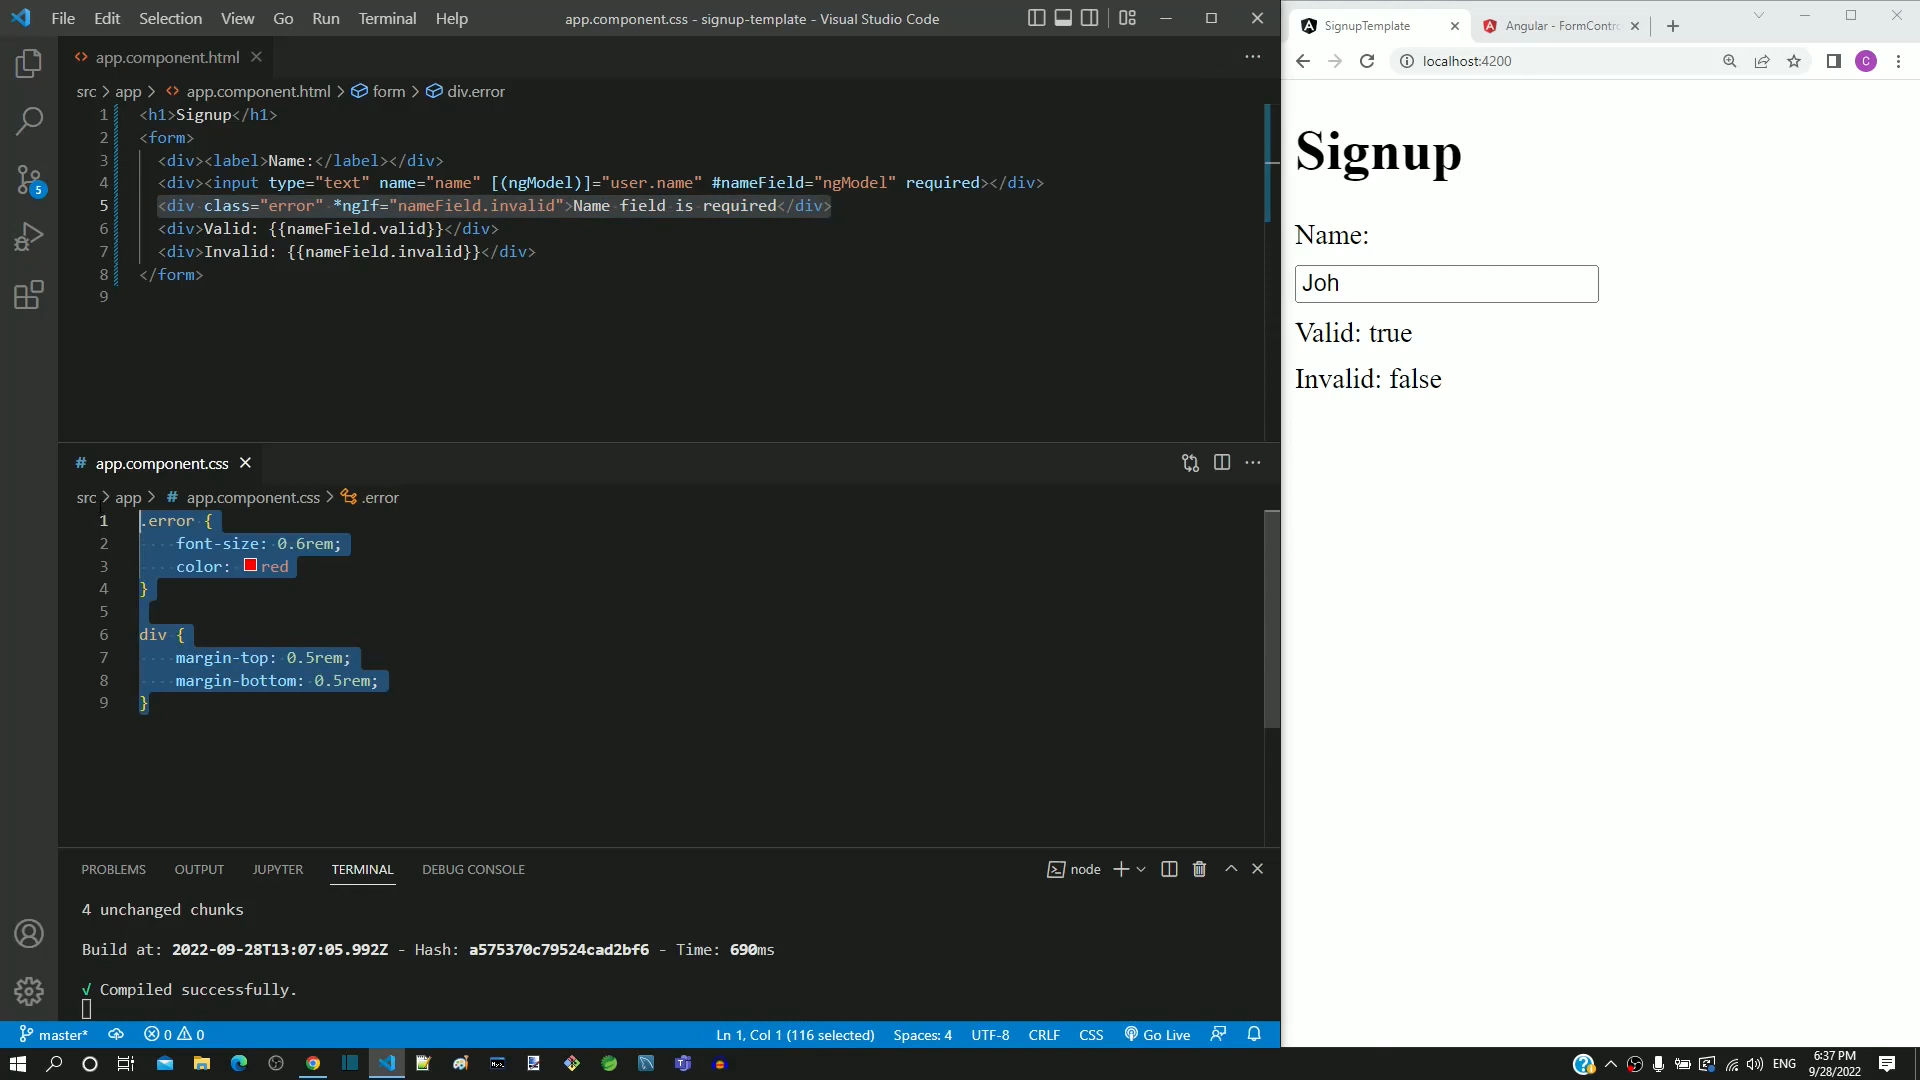 File Edit Selection View Go Run Terminal Help
app.component.css - signup-template - Visual Studio Code
app.component.html
src > app > app.component.html > form > div.error
1 <h1>Signup</h1>
2 <form>
3 <div><label>Name:</label></div>
4 <div><input type="text" name="name" [(ngModel)]="user.name" #nameField="ngModel" required></div>
5 <div class="error" *ngIf="nameField.invalid">Name field is required</div>
6 <div>Valid: {{nameField.valid}}</div>
7 <div>Invalid: {{nameField.invalid}}</div>
8 </form>
9
app.component.css
src > app > app.component.css > .error
1 .error {
2 font-size: 0.6rem;
3 color: red
4 }
5
6 div {
7 margin-top: 0.5rem;
8 margin-bottom: 0.5rem;
9 }
PROBLEMS OUTPUT JUPYTER TERMINAL DEBUG CONSOLE
node
4 unchanged chunks
Build at: 2022-09-28T13:07:05.992Z - Hash: a575370c79524cad2bf6 - Time: 690ms
√ Compiled successfully.
5
master* 0 0 Ln 1, Col 1 (116 selected) Spaces: 4 UTF-8 CRLF CSS Go Live
SignupTemplate
Angular - FormContro
localhost:4200
C
Signup
Name:
Joh
Valid: true
Invalid: false
ENG
6:37 PM
9/28/2022